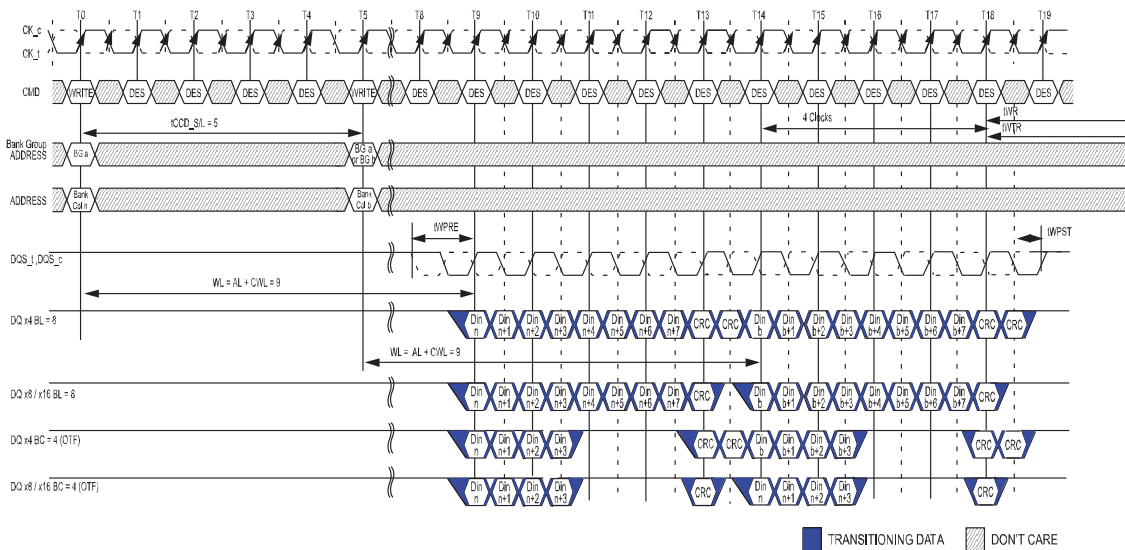 T0 T1 T2 T3 T4 T5 T8 T9 T10 T11 T12 T13 T14 T15 T16 T17 T18 T19
CK_c
CK_t
CMD WRITE DES DES DES DES WRITE DES DES DES DES DES DES DES DES DES DES DES DES
tCCD_S/L = 5
4 Clocks
tWR
tWTR
Bank Group
ADDRESS
BG a
BG a
or BG b
ADDRESS
Bank
Col n
Bank
Col b
tWPRE
tWPST
DQS_t ,DQS_c
WL = AL + CWL = 9
DQ x4 BL = 8
Din n Din n+1 Din n+2 Din n+3 Din n+4 Din n+5 Din n+6 Din n+7 CRC CRC Din b Din b+1 Din b+2 Din b+3 Din b+4 Din b+5 Din b+6 Din b+7 CRC CRC
WL = AL + CWL = 9
DQ x8 / x16 BL = 8
Din n Din n+1 Din n+2 Din n+3 Din n+4 Din n+5 Din n+6 Din n+7 CRC Din b Din b+1 Din b+2 Din b+3 Din b+4 Din b+5 Din b+6 Din b+7 CRC
DQ x4 BC = 4 (OTF)
Din n Din n+1 Din n+2 Din n+3 CRC CRC Din b Din b+1 Din b+2 Din b+3 CRC CRC
DQ x8 / x16 BC = 4 (OTF)
Din n Din n+1 Din n+2 Din n+3 CRC Din b Din b+1 Din b+2 Din b+3 CRC
TRANSITIONING DATA DON'T CARE